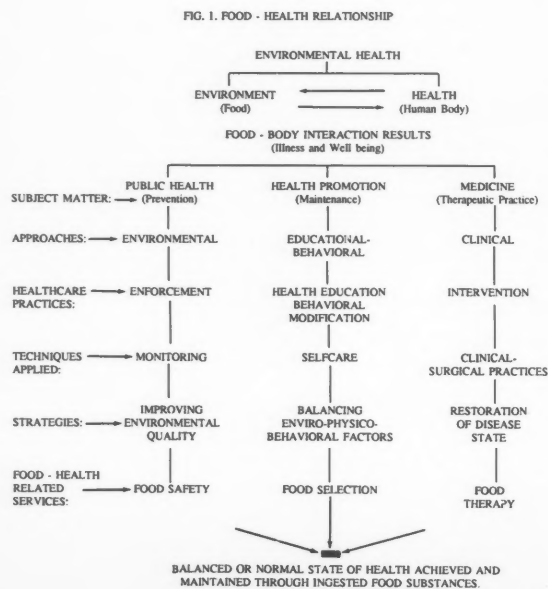 FIG. 1. FOOD - HEALTH RELATIONSHIP
ENVIRONMENTAL HEALTH
ENVIRONMENT HEALTH
(Food) (Human Body)
FOOD - BODY INTERACTION RESULTS
(Illness and Well being)
SUBJECT MATTER: PUBLIC HEALTH HEALTH PROMOTION MEDICINE
(Prevention) (Maintenance) (Therapeutic Practice)
APPROACHES: ENVIRONMENTAL EDUCATIONAL- CLINICAL
BEHAVIORAL
HEALTHCARE ENFORCEMENT HEALTH EDUCATION INTERVENTION
PRACTICES: BEHAVIORAL
MODIFICATION
TECHNIQUES MONITORING SELFCARE CLINICAL-
APPLIED: SURGICAL PRACTICES
STRATEGIES: IMPROVING BALANCING RESTORATION
ENVIRONMENTAL ENVIRO-PHYSICO- OF DISEASE
QUALITY BEHAVIORAL FACTORS STATE
FOOD - HEALTH
RELATED FOOD SAFETY FOOD SELECTION FOOD
SERVICES: THERAPY
BALANCED OR NORMAL STATE OF HEALTH ACHIEVED AND
MAINTAINED THROUGH INGESTED FOOD SUBSTANCES.